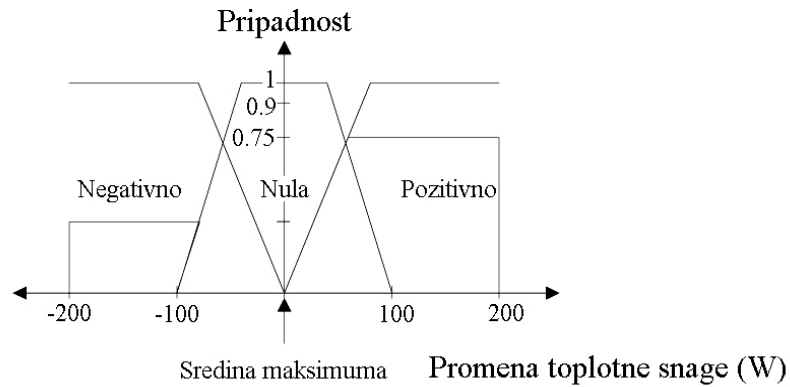 Pripadnost
1
0.9
0.75
Negativno Nula Pozitivno
-200 -100 100 200
Sredina maksimuma Promena toplotne snage (W)